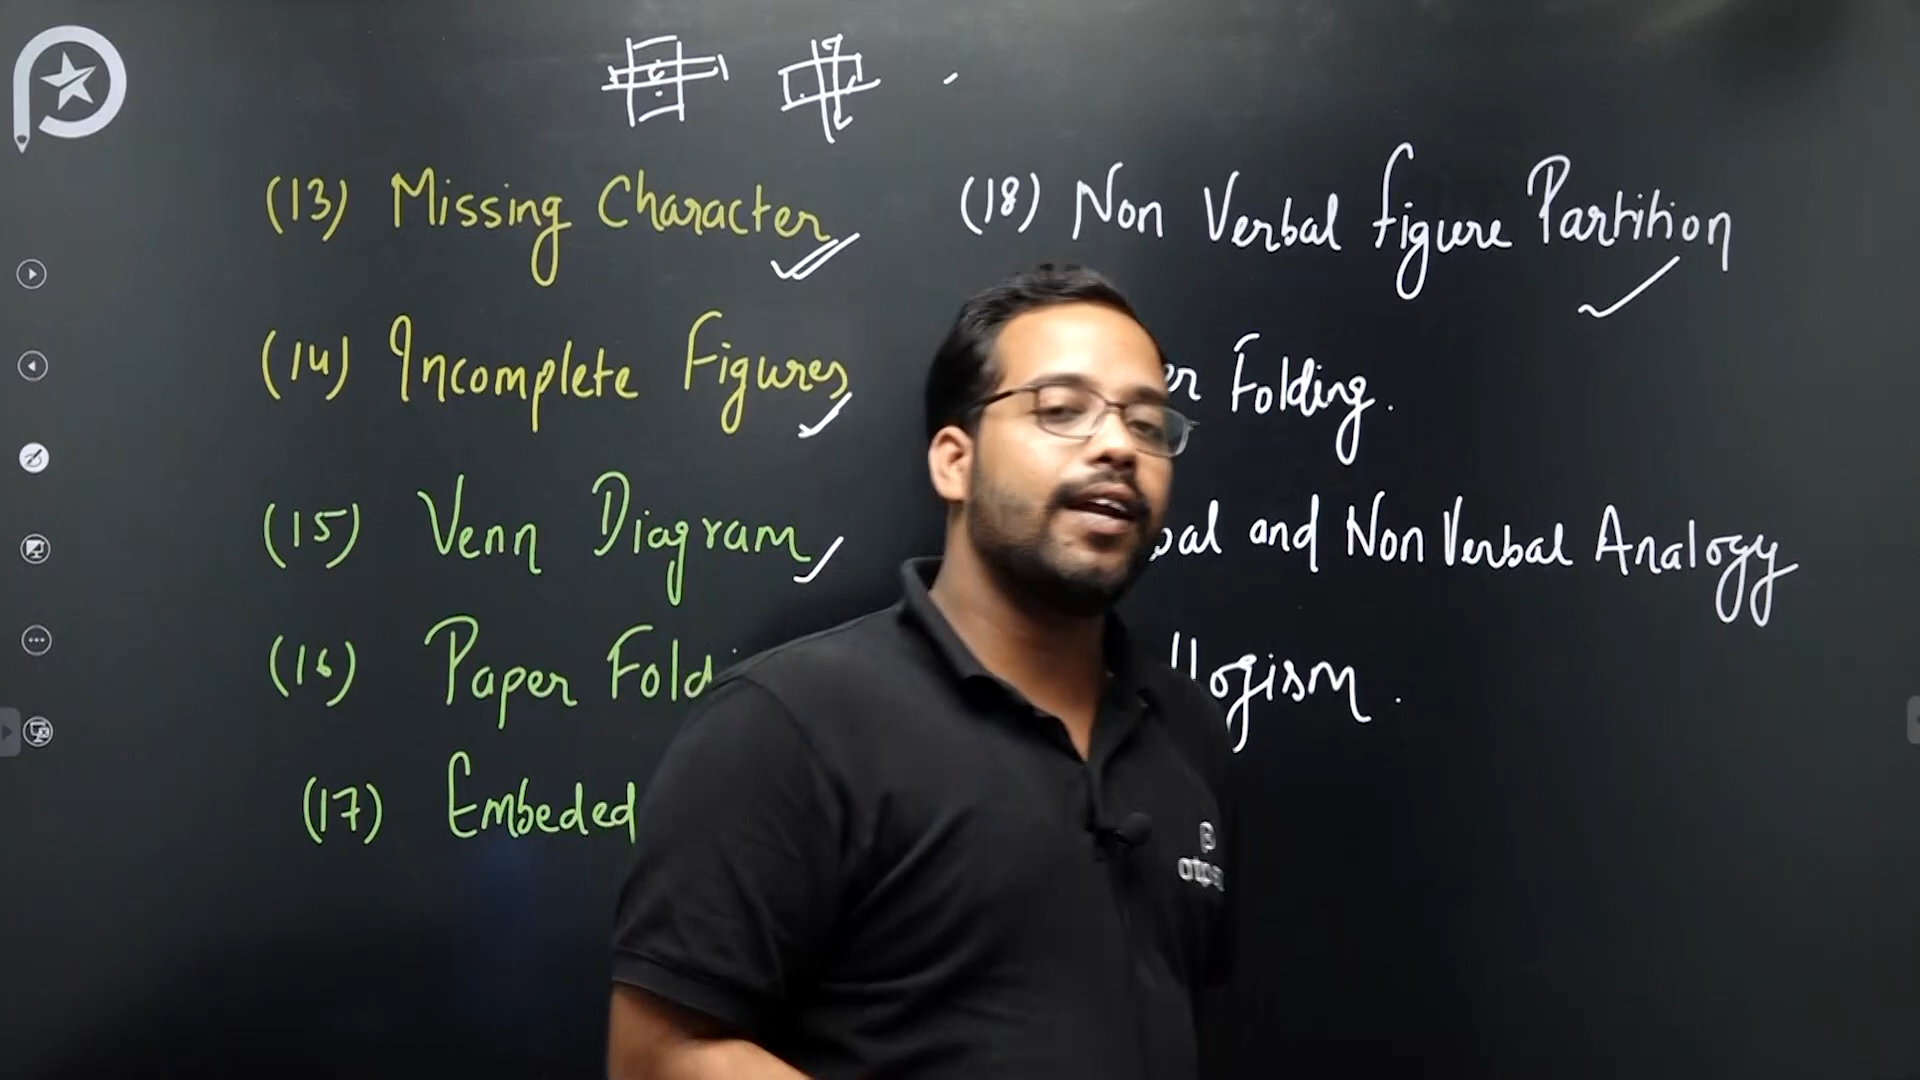 (13) Missing Character
(14) Incomplete Figures
(15) Venn Diagram
(16) Paper
(17) Embeded
(18) Non Verbal Figure Partition
Folding.
and Non Verbal Analogy